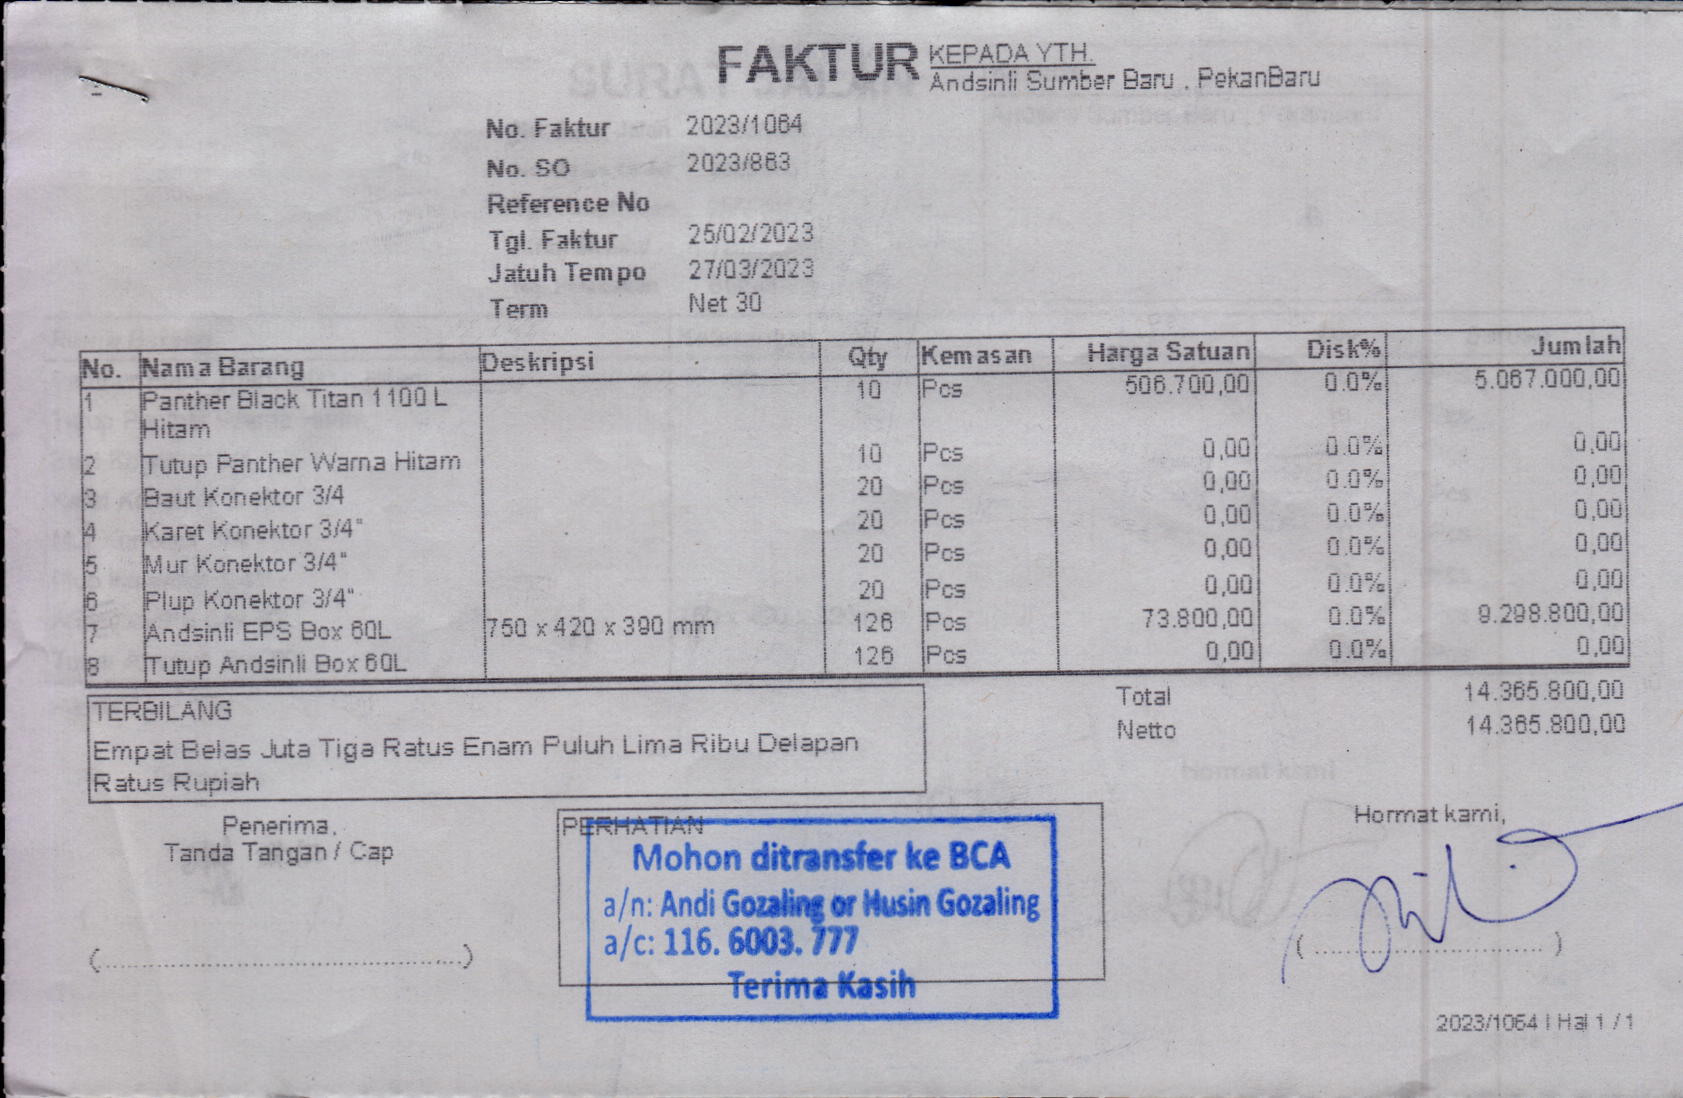 FAKTUR
KEPADA YTH.
Andsinli Sumber Baru , PekanBaru
No. Faktur 2023/1064
No. SO 2023/863
Reference No
Tgl. Faktur 25/02/2023
Jatuh Tempo 27/03/2023
Term Net 30
No. Nama Barang Deskripsi Qty Kemasan Harga Satuan Disk% Jumlah
1 Panther Black Titan 1100 L 10 Pcs 506.700,00 0.0% 5.067.000,00
Hitam
2 Tutup Panther Warna Hitam 10 Pcs 0,00 0.0% 0,00
3 Baut Konektor 3/4 20 Pcs 0,00 0.0% 0,00
4 Karet Konektor 3/4" 20 Pcs 0,00 0.0% 0,00
5 Mur Konektor 3/4" 20 Pcs 0,00 0.0% 0,00
6 Plup Konektor 3/4" 20 Pcs 0,00 0.0% 0,00
7 Andsinli EPS Box 60L 750 x 420 x 390 mm 126 Pcs 73.800,00 0.0% 9.298.800,00
8 Tutup Andsinli Box 60L 126 Pcs 0,00 0.0% 0,00
Total 14.365.800,00
Netto 14.365.800,00
TERBILANG
Empat Belas Juta Tiga Ratus Enam Puluh Lima Ribu Delapan
Ratus Rupiah
Penerima,
Tanda Tangan / Cap
(..........................................)
PERHATIAN
Mohon ditransfer ke BCA
a/n: Andi Gozaling or Husin Gozaling
a/c: 116. 6003. 777
Terima Kasih
Hormat kami,
(..............................)
2023/1064 | Hal 1 / 1